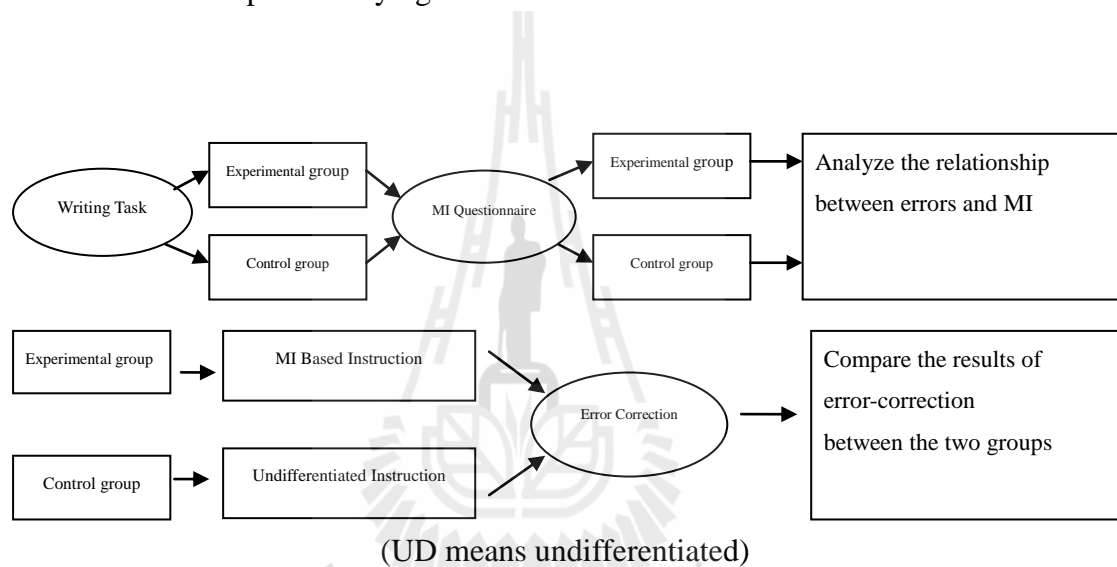 Experimental group
Experimental group
Analyze the relationship
between errors and MI
Writing Task
MI Questionnaire
Control group
Control group
Experimental group
MI Based Instruction
Compare the results of
error-correction
between the two groups
Error Correction
Control group
Undifferentiated Instruction
(UD means undifferentiated)